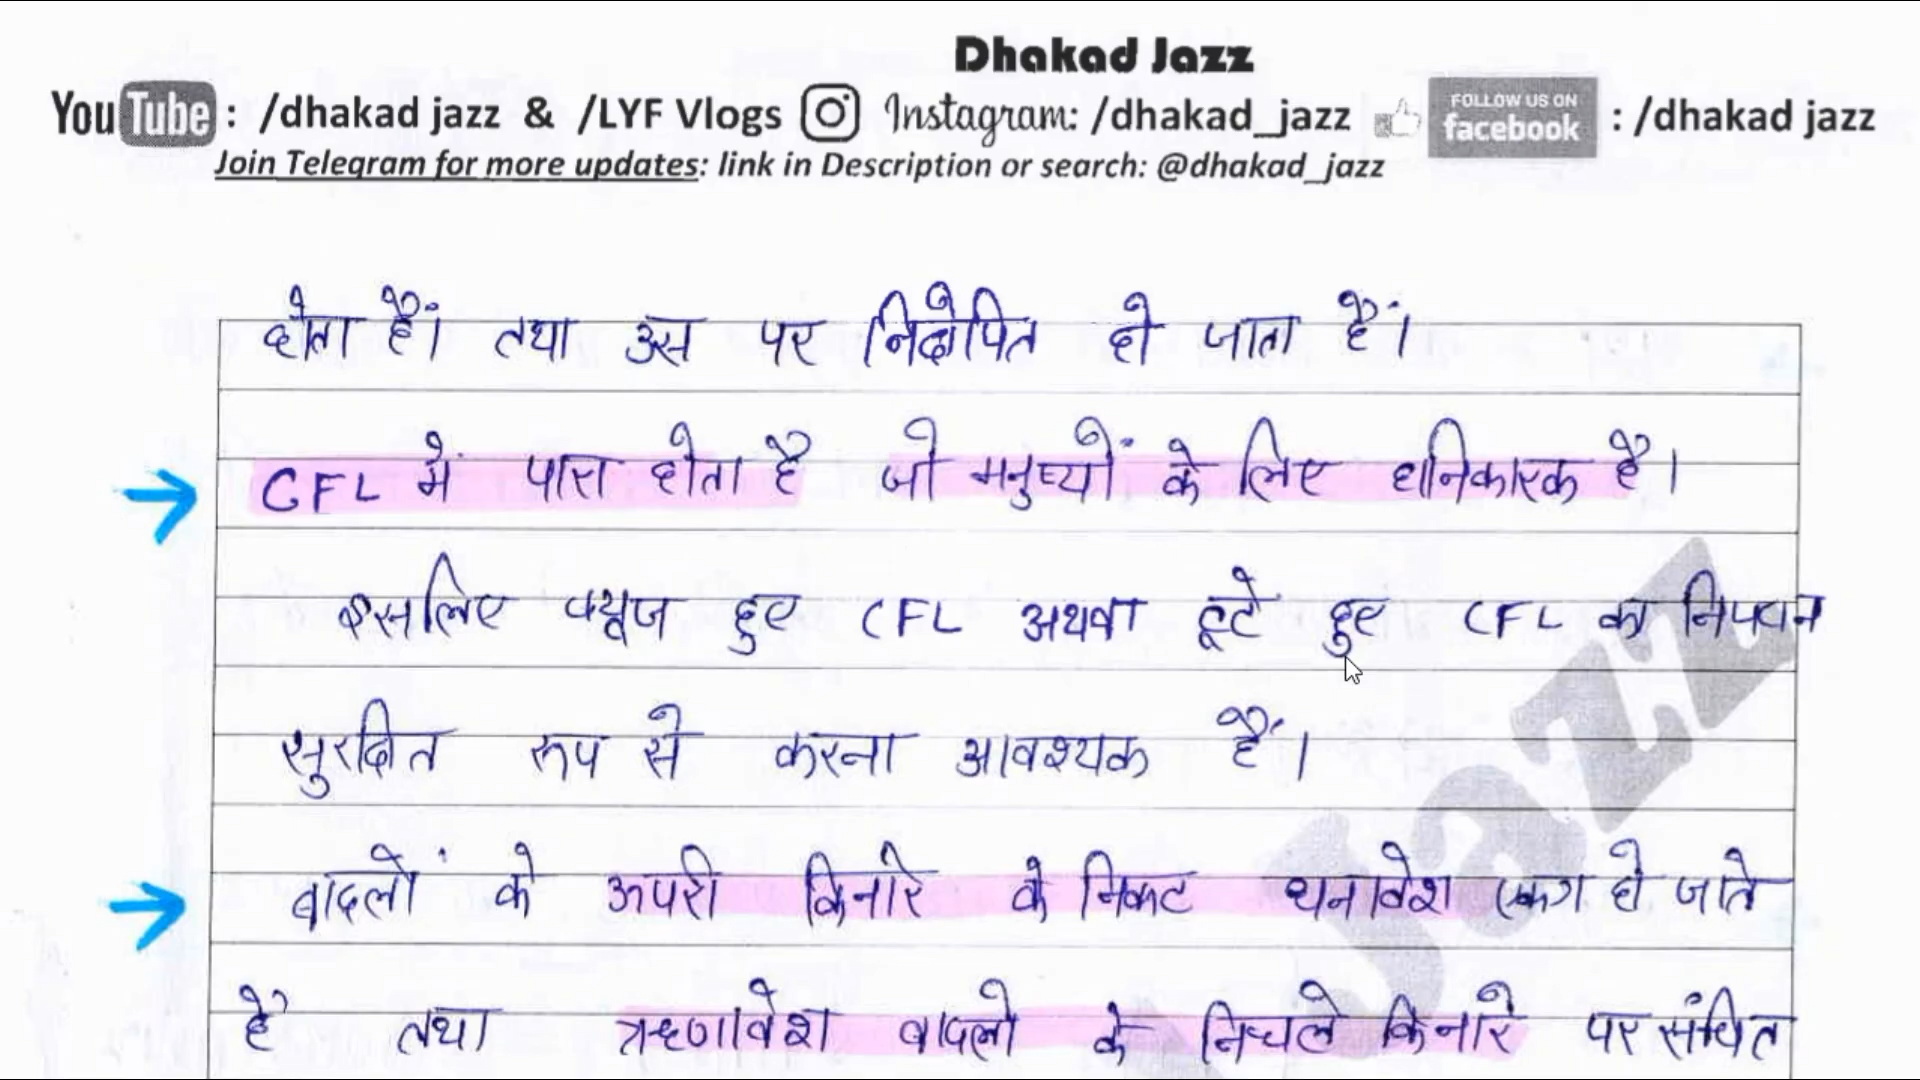 Dhakad Jazz
YouTube : /dhakad jazz & /LYF Vlogs Instagram: /dhakad_jazz FOLLOW US ON facebook : /dhakad jazz
Join Telegram for more updates: link in Description or search: @dhakad_jazz
होता हैं। तथा उस पर निक्षेपित हो जाता हैं।
CFL में पारा होता है जो मनुष्यों के लिए हानिकारक है।
इसलिए फ्यूज हुए CFL अथवा टूटे हुए CFL का निपटान
सुरक्षित रूप से करना आवश्यक हैं।
बादलों के ऊपरी किनारे के निकट धनावेश एकत्र हो जाते
है तथा ऋणावेश बादलो के निचले किनारे पर संचित
Jazz